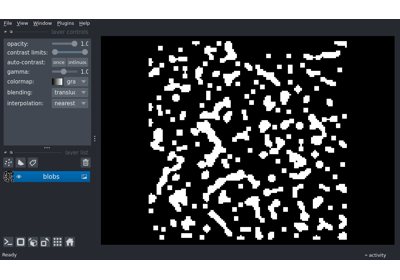 File View Window Plugins Help
layer controls
opacity: 1.0
contrast limits:
auto-contrast: once
gamma: 1.0
colormap: gra
blending: translu
interpolation: nearest
layer list
blobs
Ready
activity